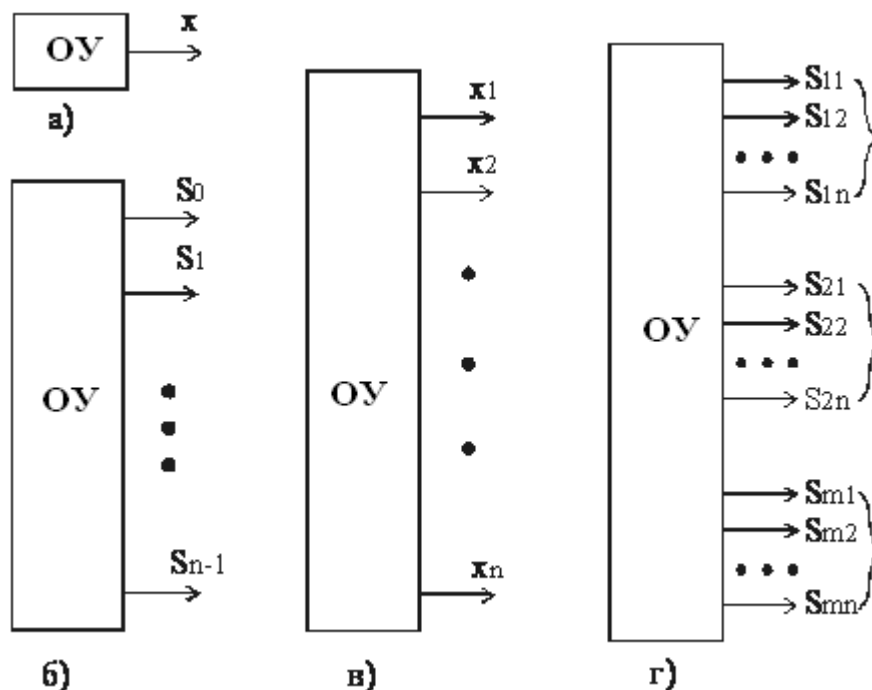 ОУ
x
а)
ОУ
S0
S1
Sn-1
б)
ОУ
x1
x2
xn
в)
ОУ
S11
S12
S1n
S21
S22
S2n
Sm1
Sm2
Smn
г)